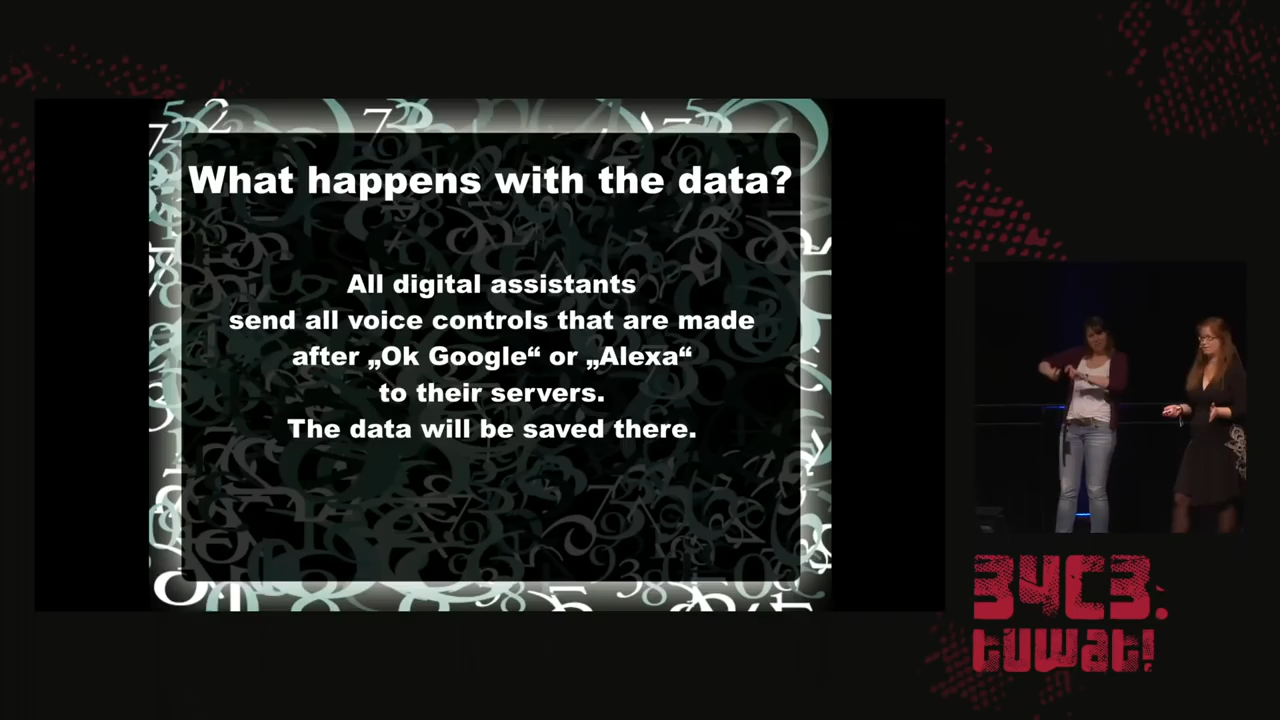 What happens with the data?
All digital assistants
send all voice controls that are made
after „Ok Google“ or „Alexa“
to their servers.
The data will be saved there.
34C3.
tuwat!